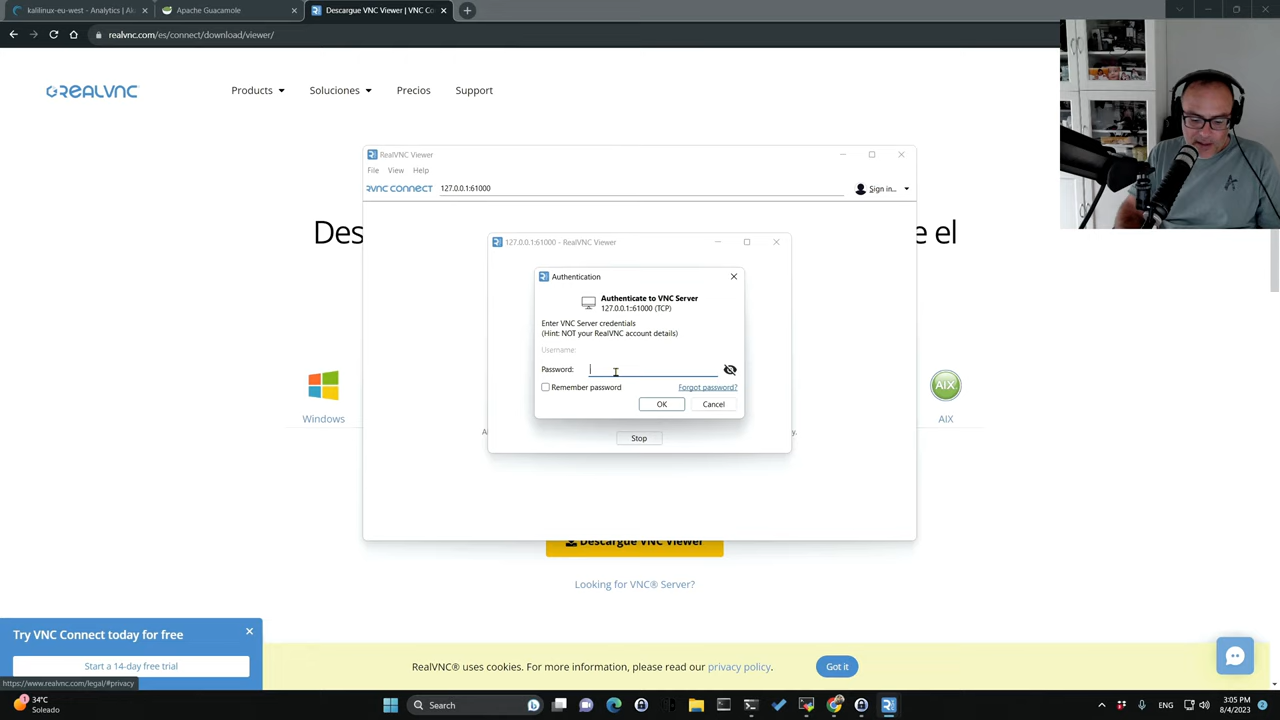 kalilinux-eu-west - Analytics | Ak
Apache Guacamole
Descargue VNC Viewer | VNC Con
realvnc.com/es/connect/download/viewer/
REALVNC
Products
Soluciones
Precios
Support
RealVNC Viewer
File View Help
RVNC CONNECT 127.0.0.1:61000
Sign in...
Des
e el
127.0.0.1:61000 - RealVNC Viewer
Authentication
Authenticate to VNC Server
127.0.0.1::61000 (TCP)
Enter VNC Server credentials
(Hint: NOT your RealVNC account details)
Username:
Password:
Remember password
Forgot password?
OK
Cancel
Stop
Windows
AIX
AIX
Descargue VNC Viewer
Looking for VNC® Server?
Try VNC Connect today for free
Start a 14-day free trial
https://www.realvnc.com/legal/#privacy
RealVNC® uses cookies. For more information, please read our privacy policy.
Got it
34°C
Soleado
Search
ENG
3:05 PM
8/4/2023